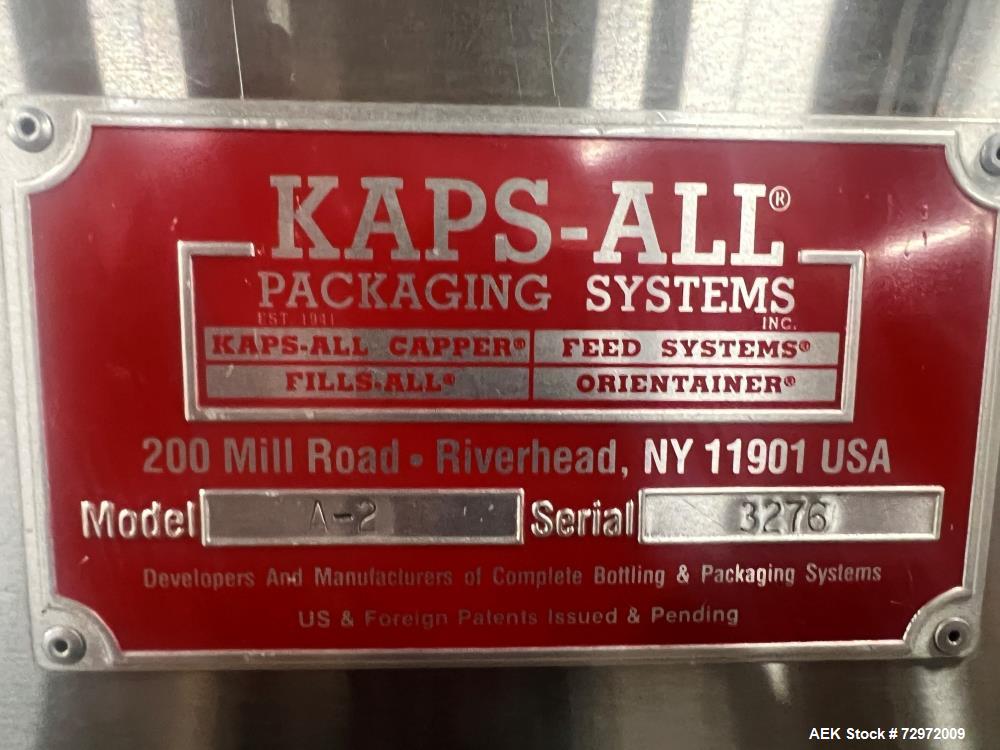 KAPS-ALL®
PACKAGING SYSTEMS
EST. 1941 INC.
KAPS-ALL CAPPER® FEED SYSTEMS®
FILLS-ALL® ORIENTAINER®
200 Mill Road • Riverhead, NY 11901 USA
Model A-2 Serial 3276
Developers And Manufacturers of Complete Bottling & Packaging Systems
US & Foreign Patents Issued & Pending
AEK Stock # 72972009